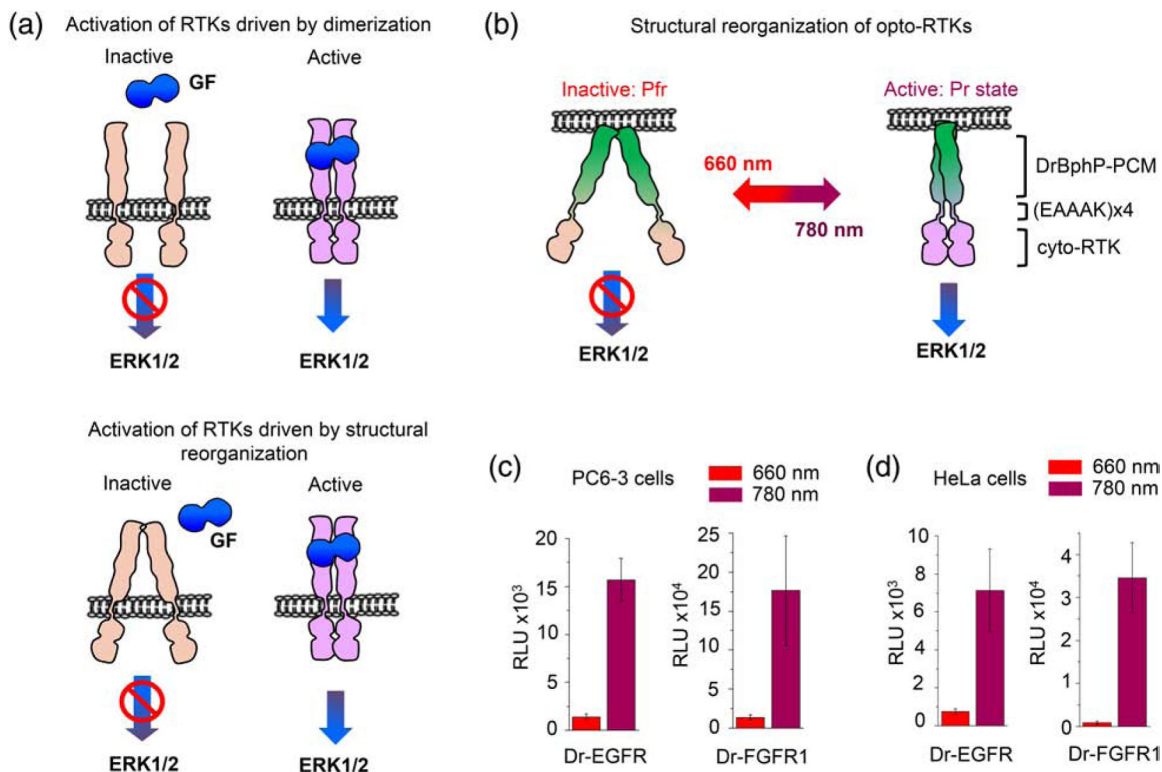 (a)
Activation of RTKs driven by dimerization
Inactive
Active
GF
ERK1/2
ERK1/2
Activation of RTKs driven by structural
reorganization
Inactive
Active
GF
ERK1/2
ERK1/2
(b)
Structural reorganization of opto-RTKs
Inactive: Pfr
Active: Pr state
660 nm
780 nm
DrBphP-PCM
(EAAAK)x4
cyto-RTK
ERK1/2
ERK1/2
(c)
PC6-3 cells
660 nm
780 nm
RLU x10³
20
15
10
5
0
Dr-EGFR
RLU x10⁴
25
20
15
10
5
0
Dr-FGFR1
(d)
HeLa cells
660 nm
780 nm
RLU x10³
10
8
6
4
2
0
Dr-EGFR
RLU x10⁴
4
3
3
1
0
Dr-FGFR1